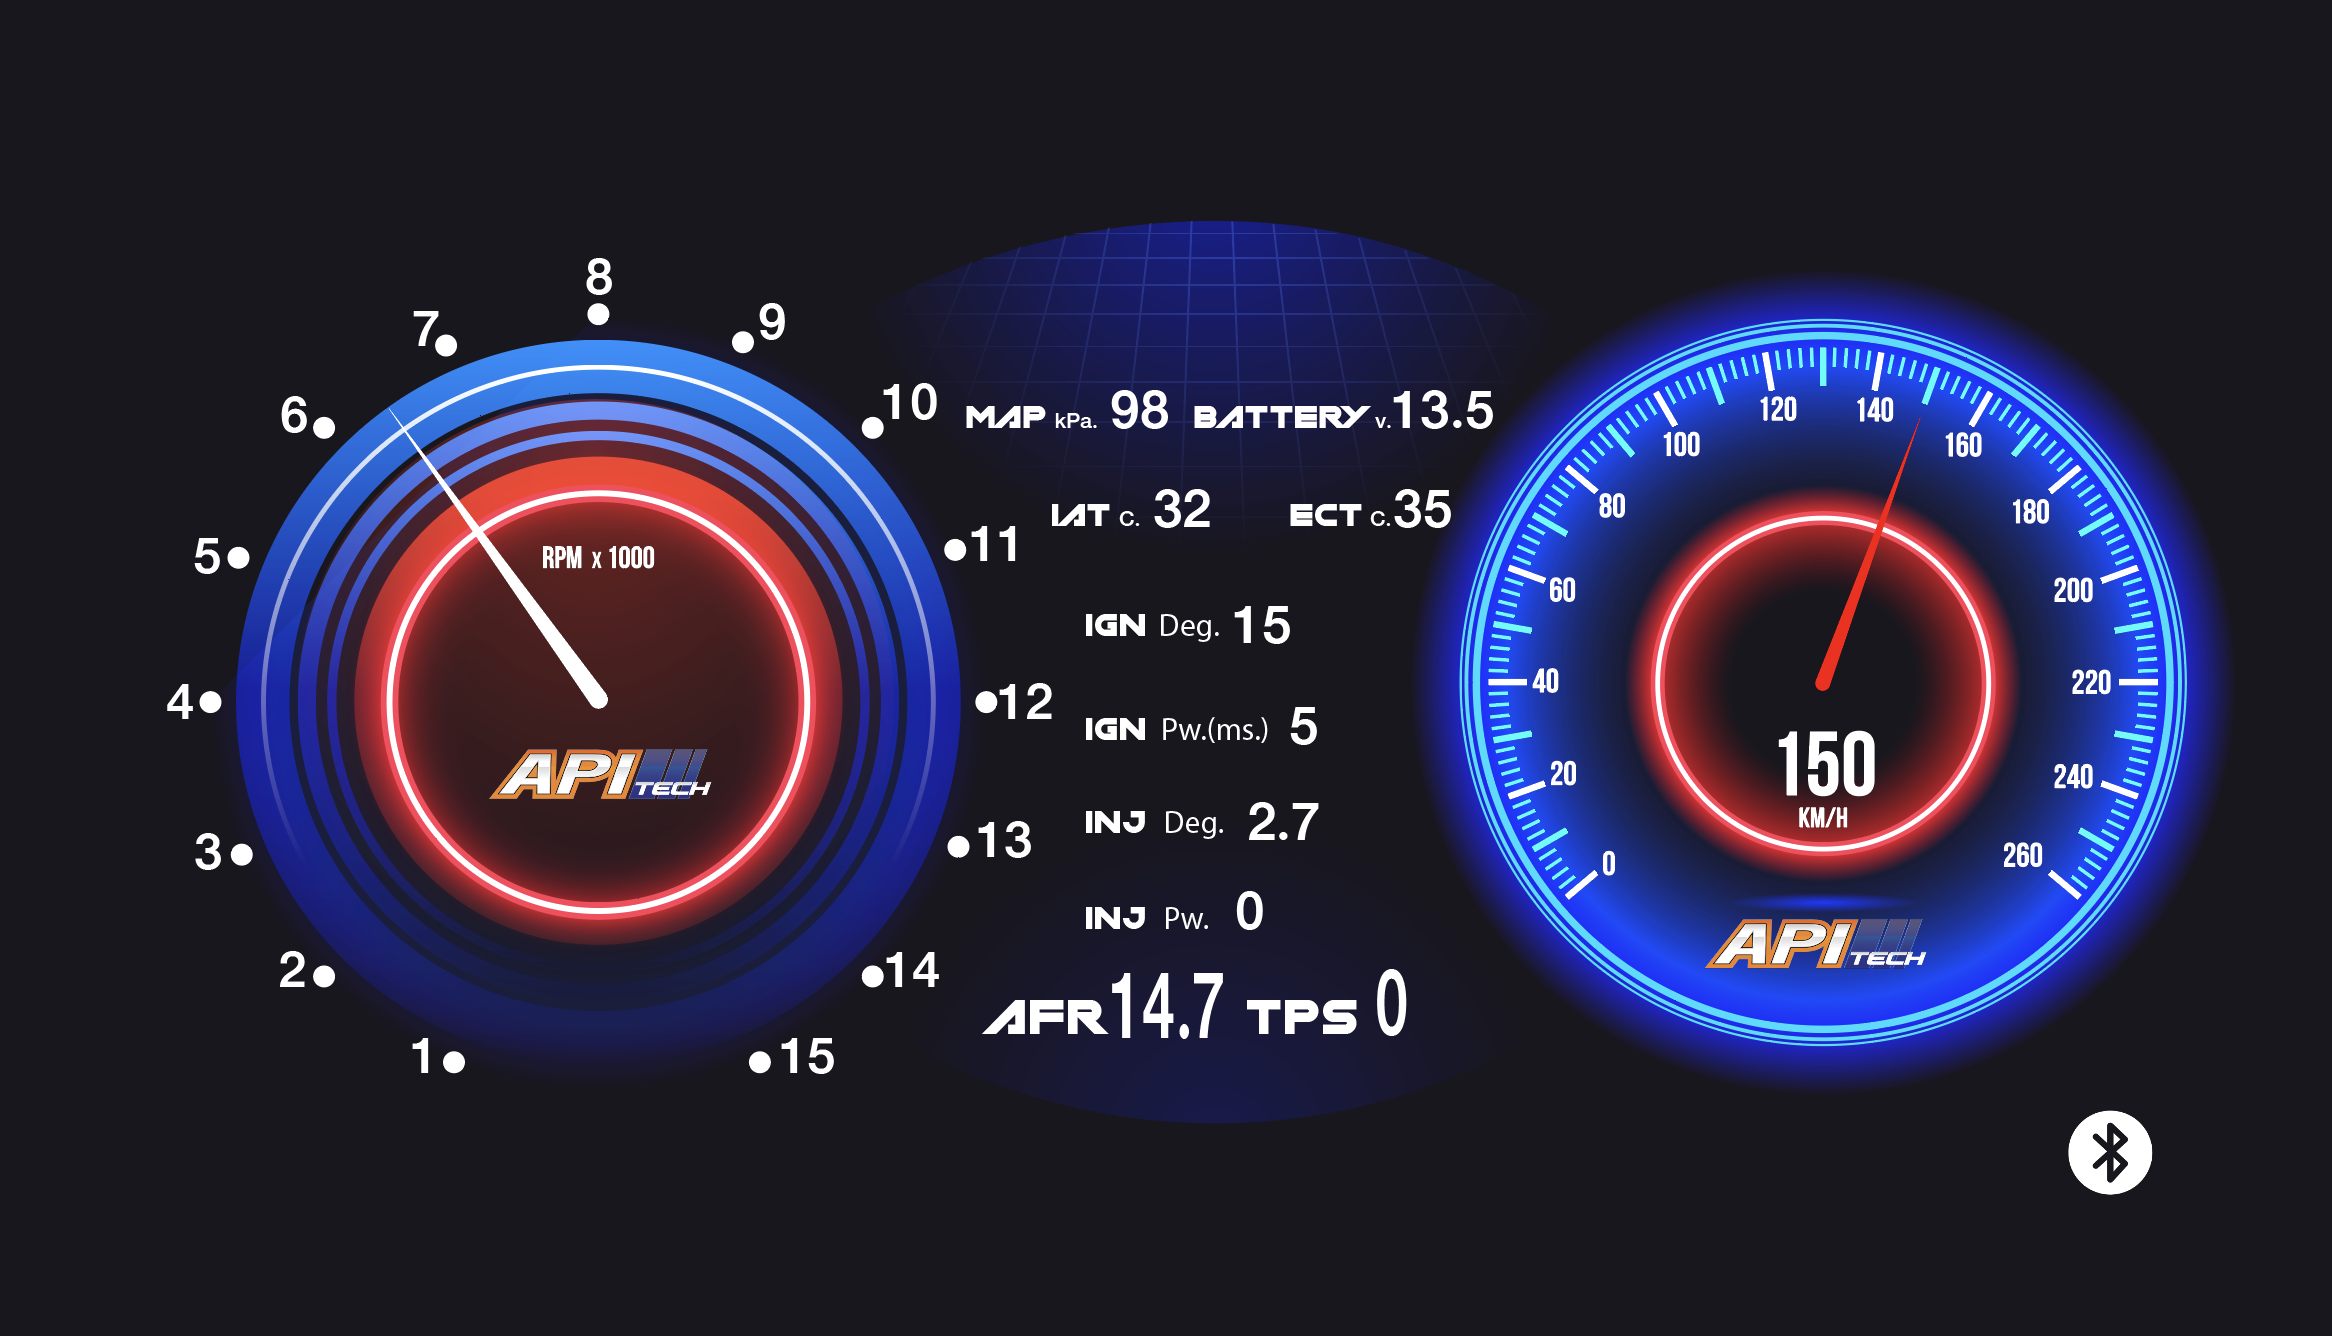 8
7
9
6
10
5
11
4
12
3
13
2
14
1
15
RPM x 1000
API TECH
MAP kPa. 98 BATTERY v. 13.5
IAT C. 32 ECT C. 35
IGN Deg. 15
IGN Pw.(ms.) 5
INJ Deg. 2.7
INJ Pw. 0
AFR 14.7 TPS 0
0
20
40
60
80
100
120
140
160
180
200
220
240
260
150
KM/H
API TECH